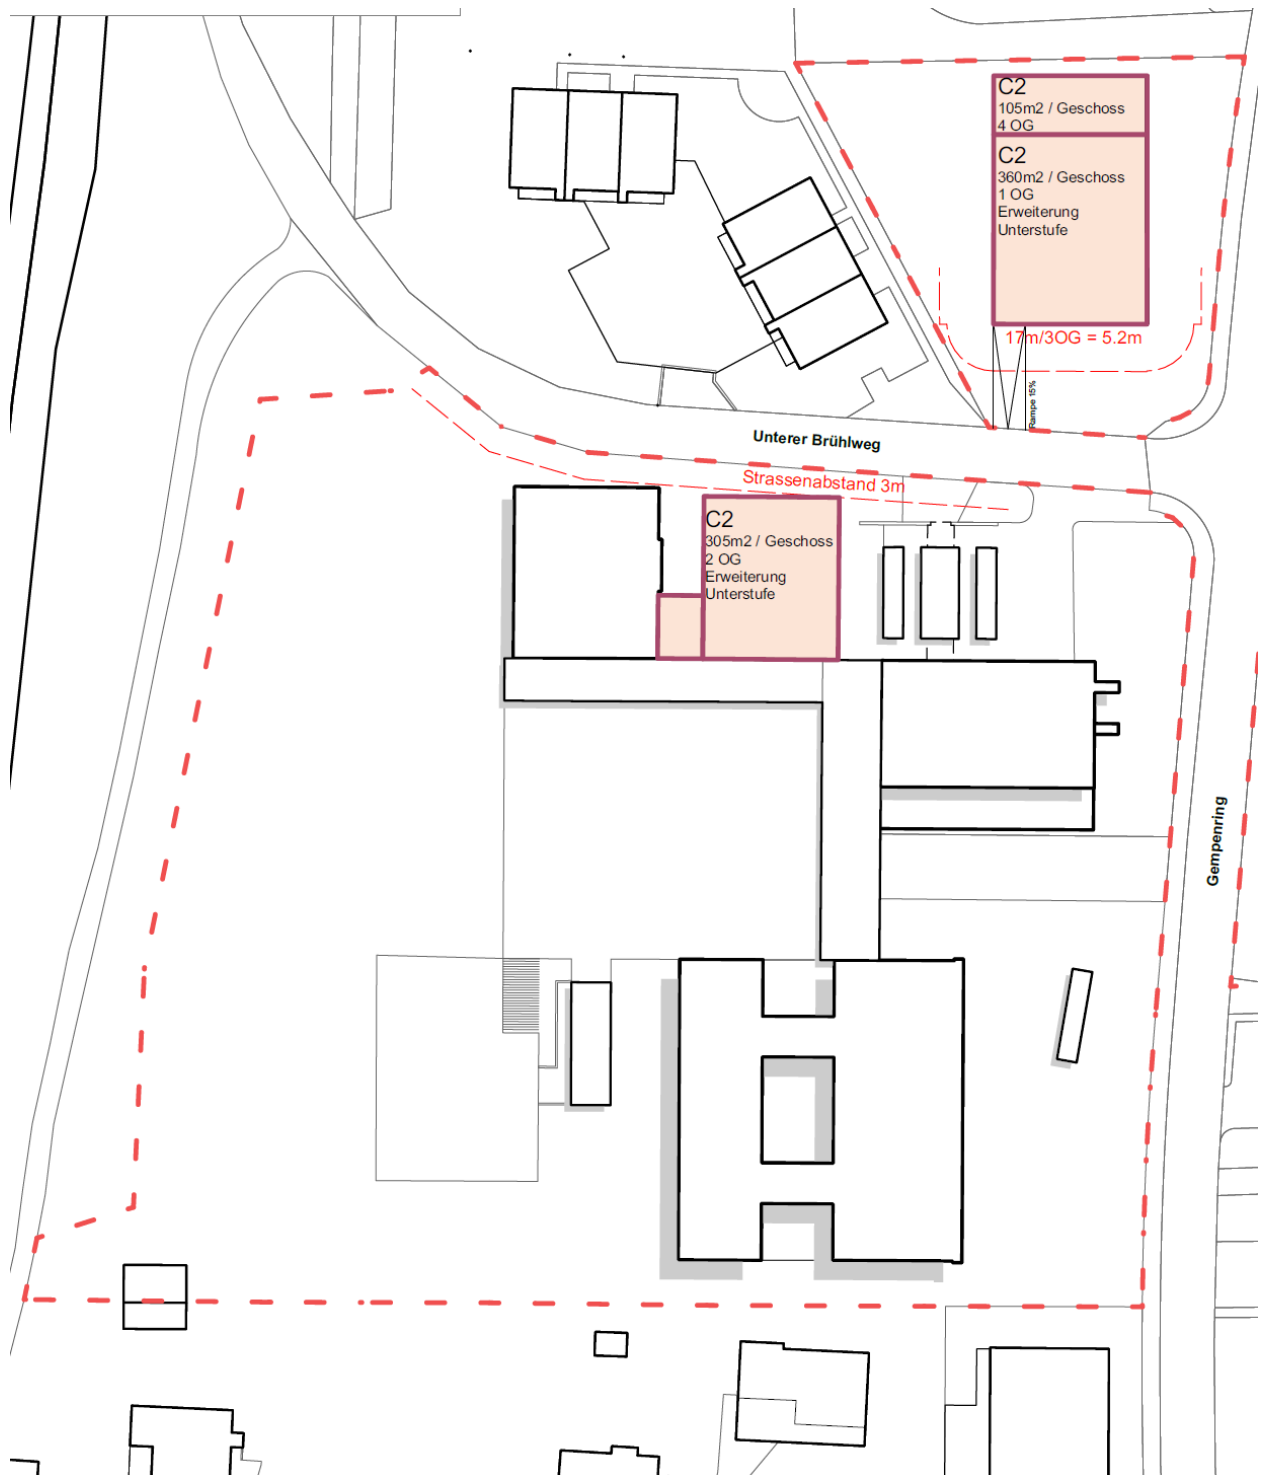 C2
105m2 / Geschoss
4 OG
C2
360m2 / Geschoss
1 OG
Erweiterung
Unterstufe
17m/3OG = 5.2m
Rampe 15%
Unterer Brühlweg
Strassenabstand 3m
C2
305m2 / Geschoss
2 OG
Erweiterung
Unterstufe
Gempenring